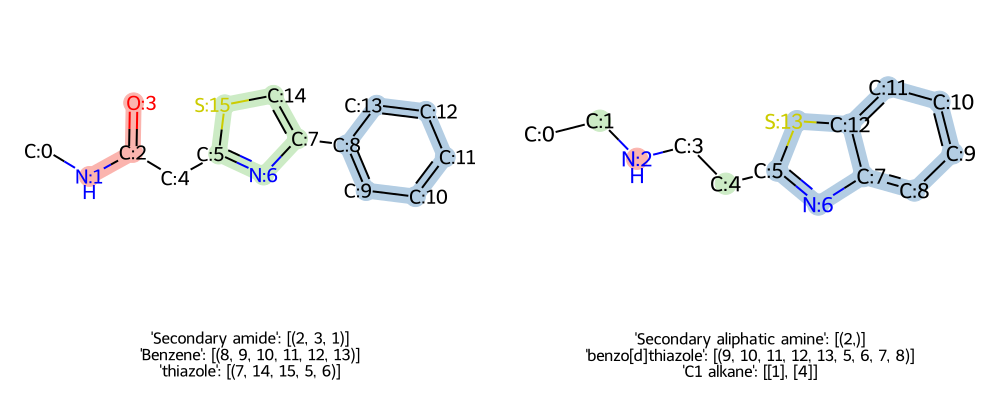 O:3
S:15
C:14
C:13
C:12
C:0
C:2
C:5
C:7
C:8
C:11
N:1
H
C:4
N:6
C:9
C:10
C:11
C:10
C:1
S:13
C:12
C:0
N:2
H
C:3
C:9
C:4
C:5
C:7
C:8
N:6
'Secondary amide': [(2, 3, 1)]
'Benzene': [(8, 9, 10, 11, 12, 13)]
'thiazole': [(7, 14, 15, 5, 6)]
'Secondary aliphatic amine': [(2,)]
'benzo[d]thiazole': [(9, 10, 11, 12, 13, 5, 6, 7, 8)]
'C1 alkane': [[1], [4]]